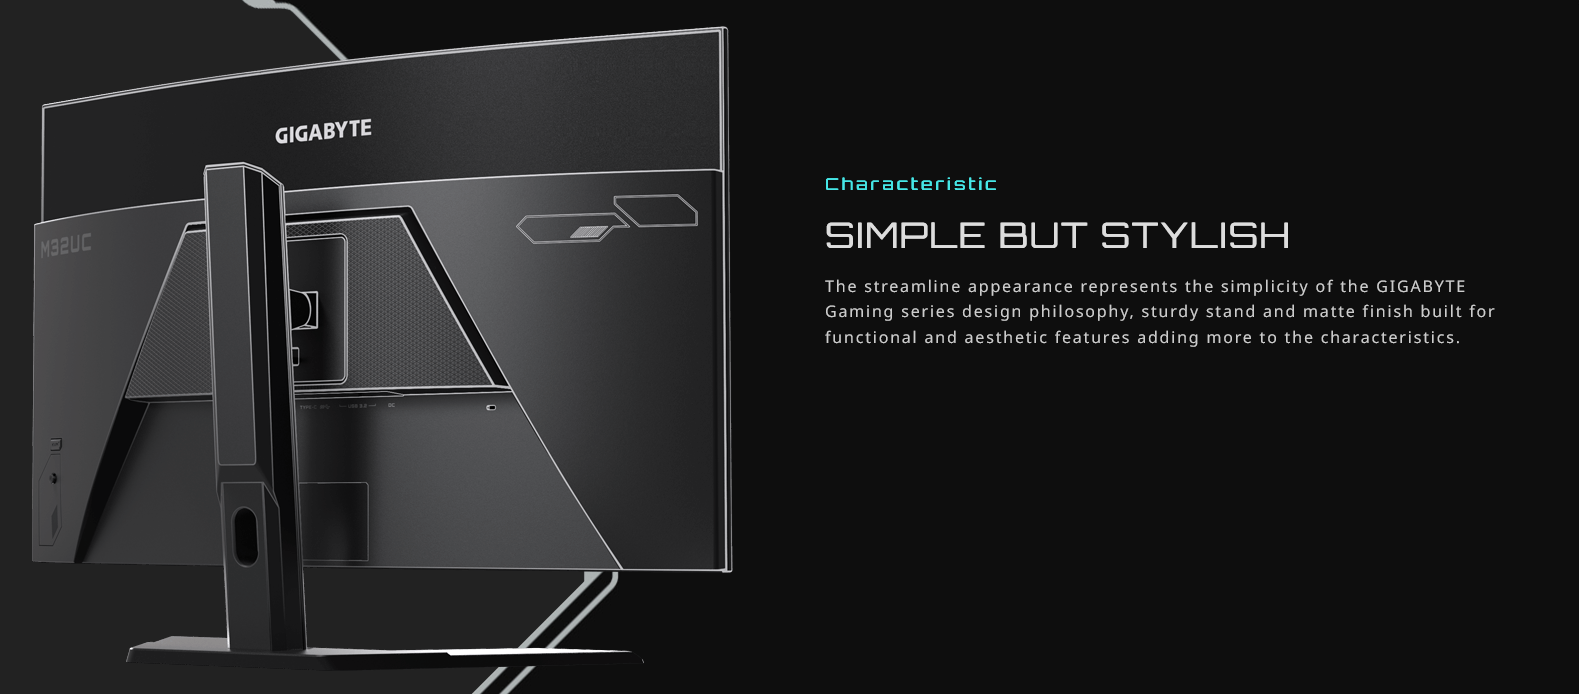 GIGABYTE
M32UC
Characteristic
SIMPLE BUT STYLISH
The streamline appearance represents the simplicity of the GIGABYTE
Gaming series design philosophy, sturdy stand and matte finish built for
functional and aesthetic features adding more to the characteristics.